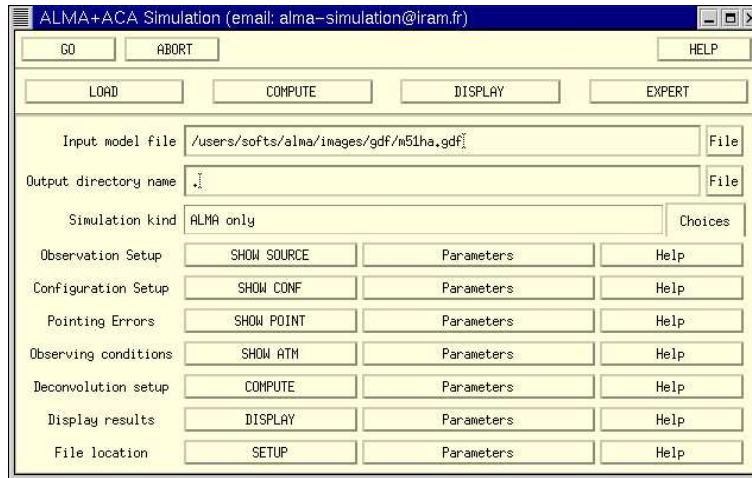 ALMA+ACA Simulation (email: alma-simulation@iram.fr)
GO ABORT HELP
LOAD COMPUTE DISPLAY EXPERT
Input model file /users/softs/alma/images/gdf/m51ha.gdf File
Output directory name . File
Simulation kind ALMA only Choices
Observation Setup SHOW SOURCE Parameters Help
Configuration Setup SHOW CONF Parameters Help
Pointing Errors SHOW POINT Parameters Help
Observing conditions SHOW ATM Parameters Help
Deconvolution setup COMPUTE Parameters Help
Display results DISPLAY Parameters Help
File location SETUP Parameters Help